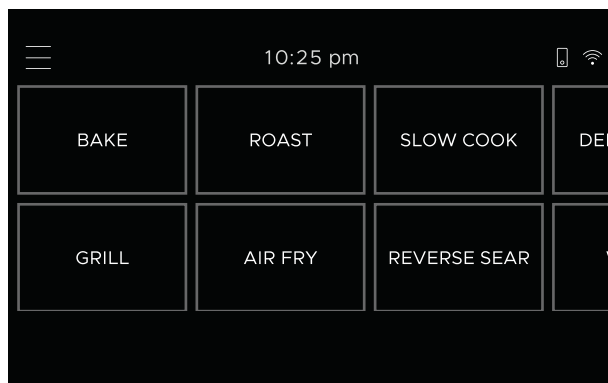 10:25 pm
BAKE
ROAST
SLOW COOK
GRILL
AIR FRY
REVERSE SEAR